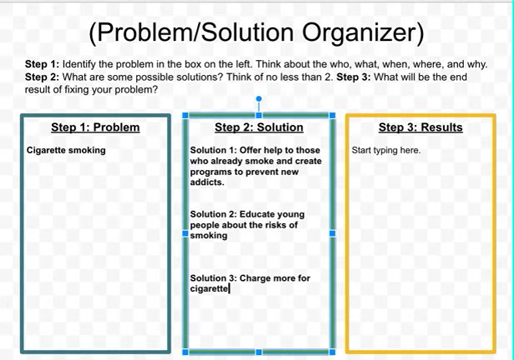 (Problem/Solution Organizer)
Step 1: Identify the problem in the box on the left. Think about the who, what, when, where, and why.
Step 2: What are some possible solutions? Think of no less than 2. Step 3: What will be the end
result of fixing your problem?
Step 1: Problem
Cigarette smoking
Step 2: Solution
Solution 1: Offer help to those
who already smoke and create
programs to prevent new
addicts.
Solution 2: Educate young
people about the risks of
smoking
Solution 3: Charge more for
cigarette
Step 3: Results
Start typing here.